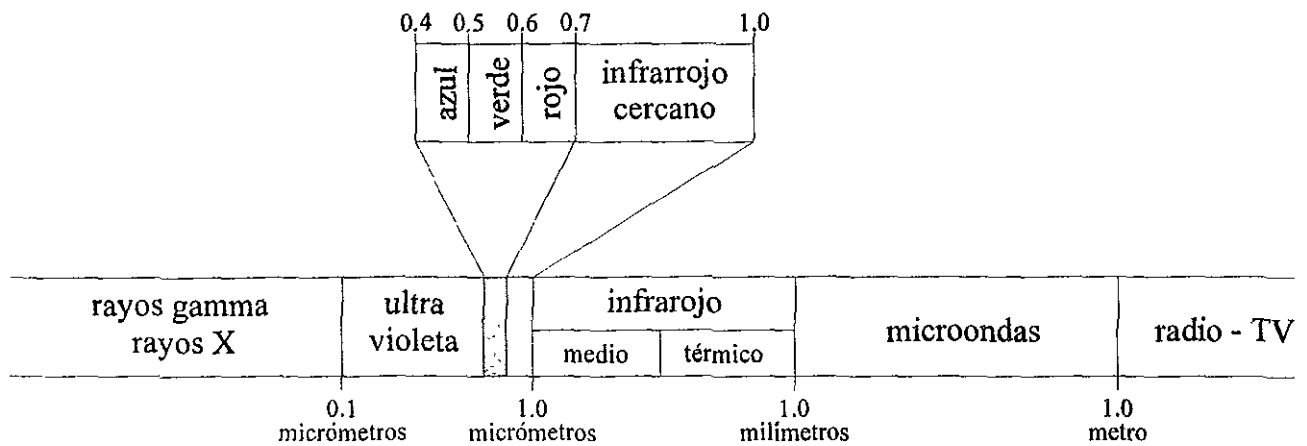 0.4 0.5 0.6 0.7 1.0
azul
verde
rojo
infrarrojo
cercano
rayos gamma
rayos X
ultra
violeta
infrarojo
medio
térmico
microondas
radio - TV
0.1
micrómetros
1.0
micrómetros
1.0
milímetros
1.0
metro